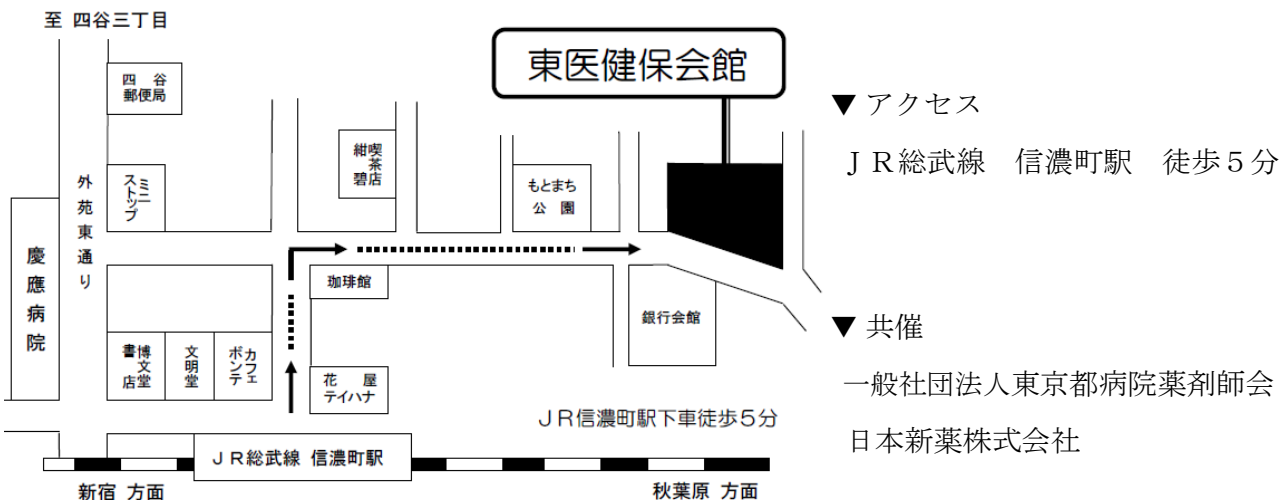 至 四谷三丁目
東医健保会館
四 谷
郵便局
喫茶店
紺碧
ミニ
ストップ
もとまち
公 園
外苑東通り
慶應病院
珈琲館
銀行会館
博文堂
書店
文明堂
カフェ
ボンテ
花 屋
テイハナ
JR信濃町駅下車徒歩5分
JR総武線 信濃町駅
新宿 方面
秋葉原 方面
▼ アクセス
JR総武線 信濃町駅 徒歩5分
▼ 共催
一般社団法人東京都病院薬剤師会
日本新薬株式会社